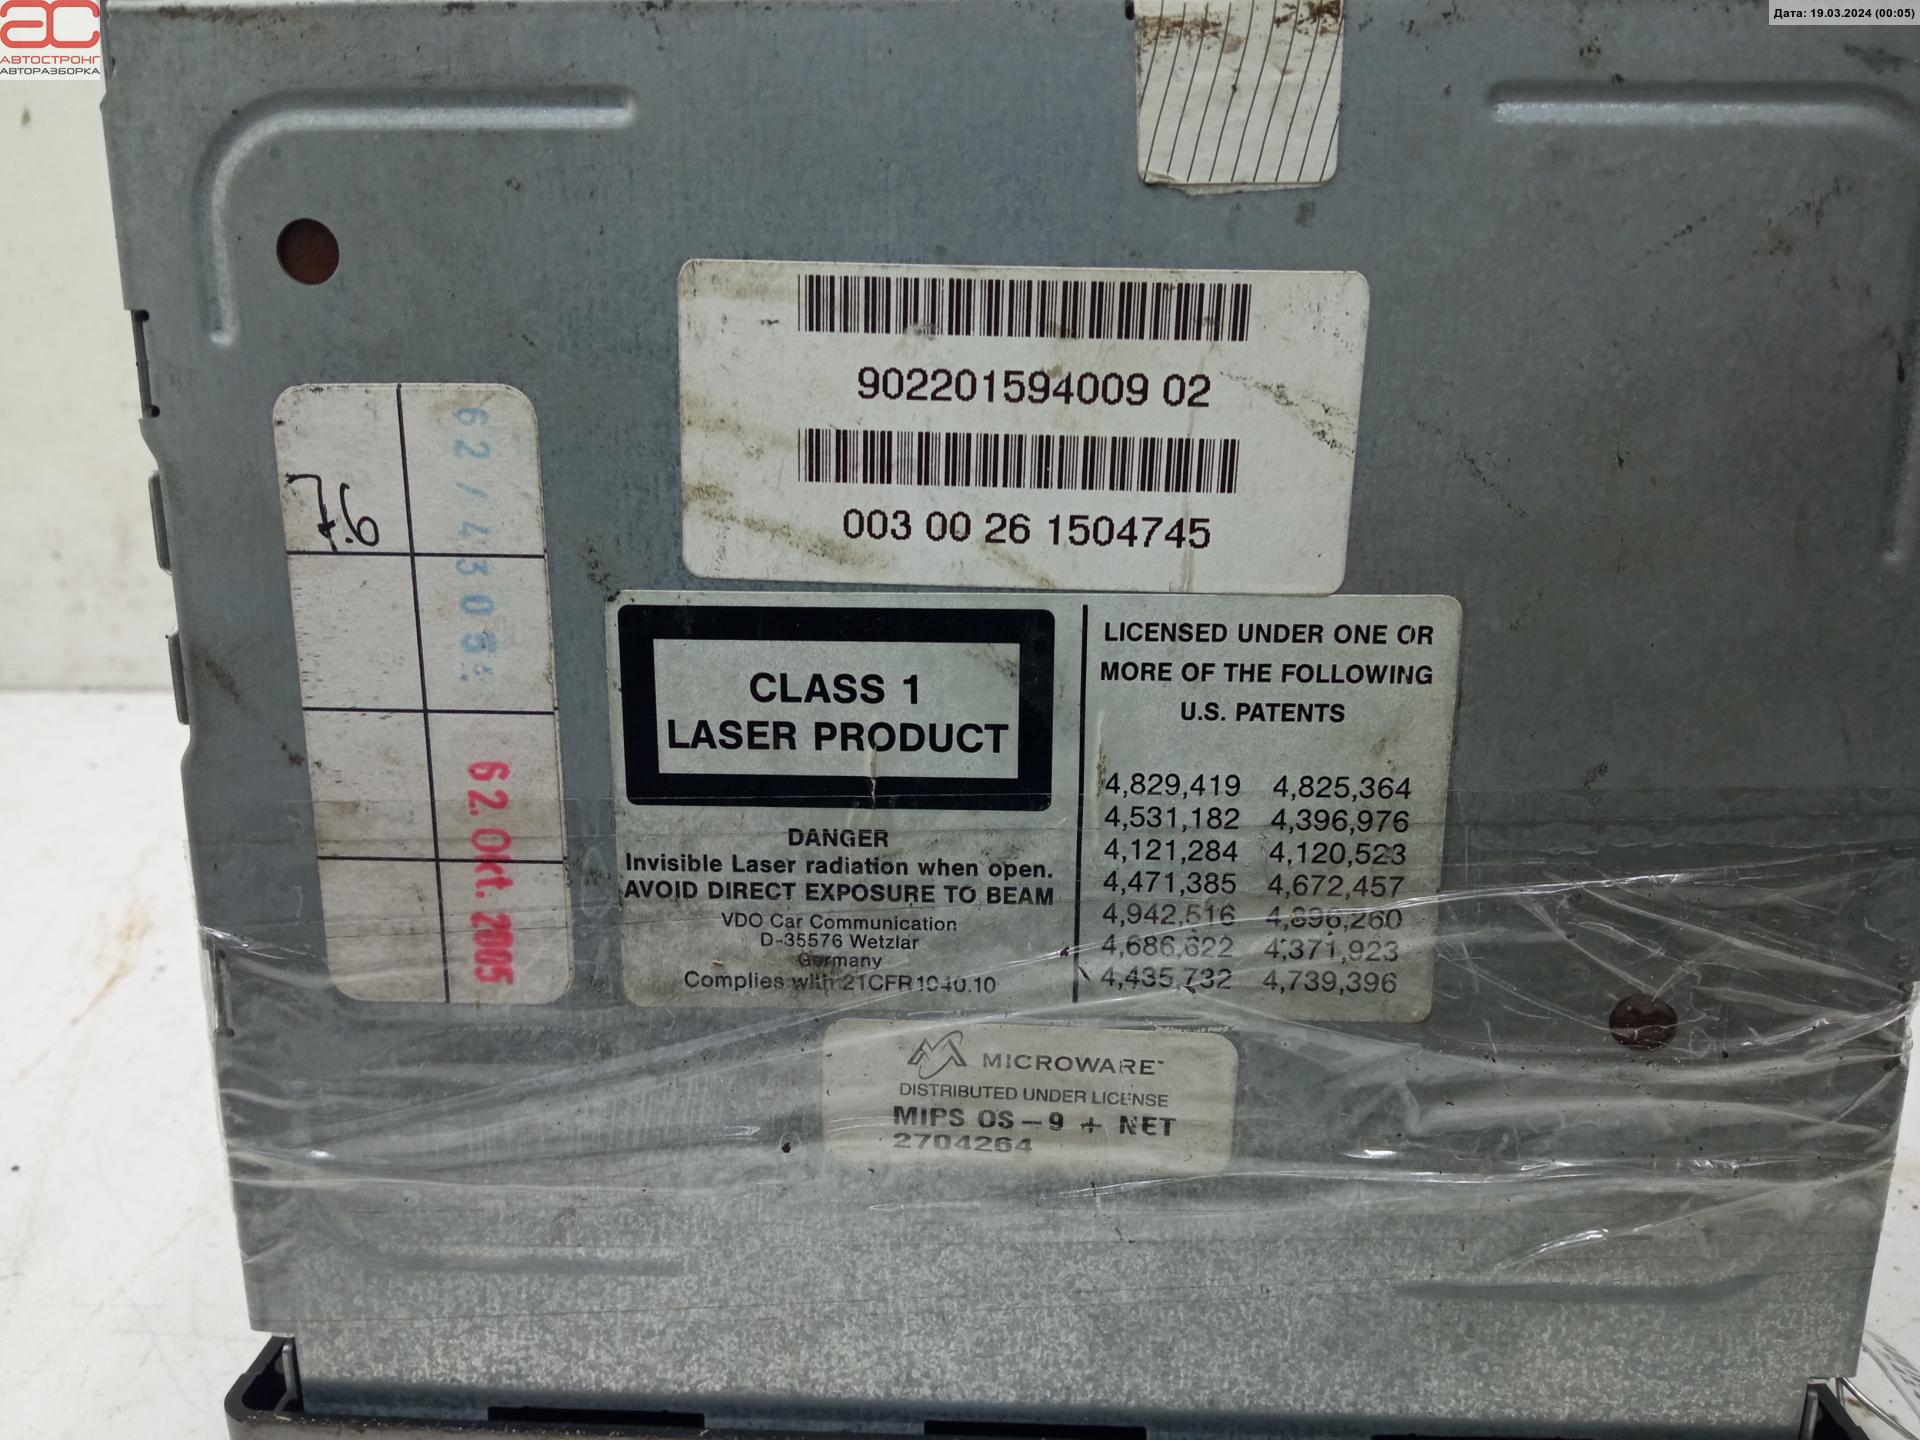 AC
АВТОСТРОНГ
АВТОРАЗБОРКА
Дата: 19.03.2024 (00:05)
902201594009 02
003 00 26 1504745
7.6
62.Okt. 2005
CLASS 1
LASER PRODUCT
DANGER
Invisible Laser radiation when open.
AVOID DIRECT EXPOSURE TO BEAM
VDO Car Communication
D-35576 Wetzlar
Germany
Complies with 21CFR1040.10
LICENSED UNDER ONE OR
MORE OF THE FOLLOWING
U.S. PATENTS
4,829,419 4,825,364
4,531,182 4,396,976
4,121,284 4,120,523
4,471,385 4,672,457
4,942,516 4,896,260
4,686,622 4,371,923
4,435,732 4,739,396
MICROWARE™
DISTRIBUTED UNDER LICENSE
MIPS OS-9 + NET
2704264